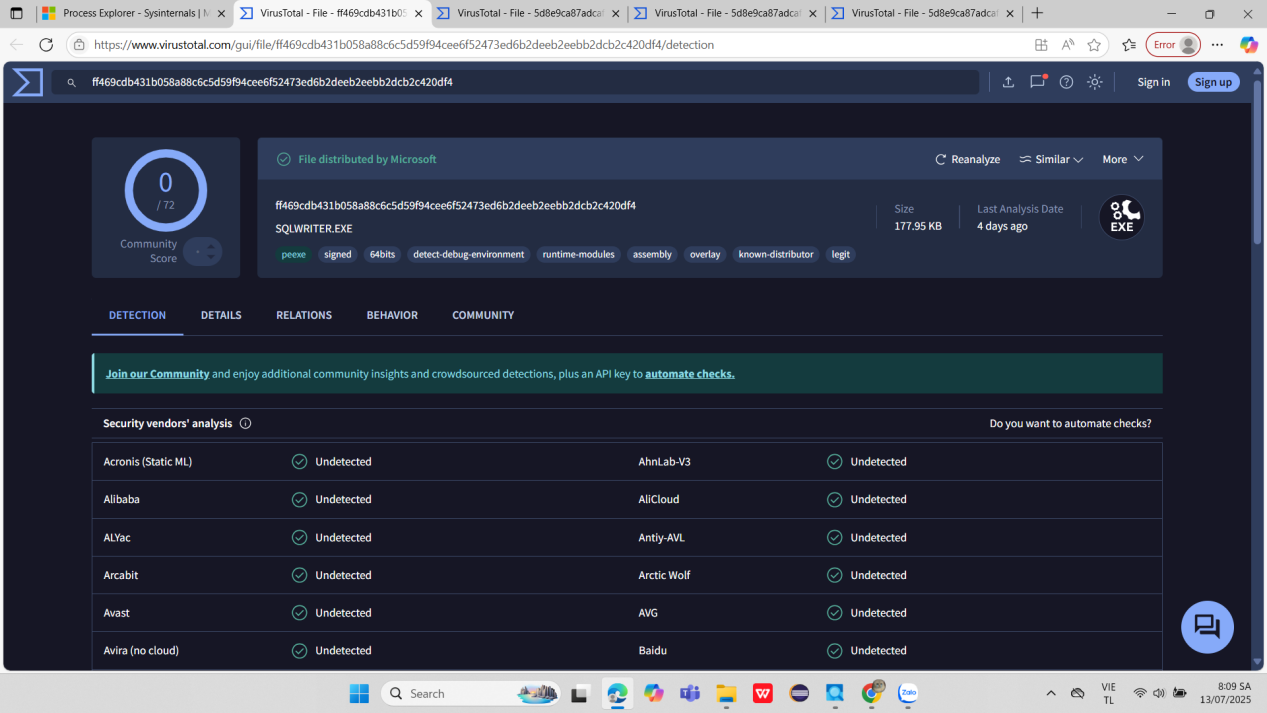 Process Explorer - Sysinternals | M
VirusTotal - File - ff469cdb431b05
VirusTotal - File - 5d8e9ca87adca
VirusTotal - File - 5d8e9ca87adca
VirusTotal - File - 5d8e9ca87adca
https://www.virustotal.com/gui/file/ff469cdb431b058a88c6c5d59f94cee6f52473ed6b2deeb2eebb2dcb2c420df4/detection
Error
ff469cdb431b058a88c6c5d59f94cee6f52473ed6b2deeb2eebb2dcb2c420df4
Sign in
Sign up
0
/ 72
Community
Score
-
File distributed by Microsoft
Reanalyze
Similar
More
ff469cdb431b058a88c6c5d59f94cee6f52473ed6b2deeb2eebb2dcb2c420df4
SQLWRITER.EXE
peexe
signed
64bits
detect-debug-environment
runtime-modules
assembly
overlay
known-distributor
legit
Size
177.95 KB
Last Analysis Date
4 days ago
EXE
DETECTION
DETAILS
RELATIONS
BEHAVIOR
COMMUNITY
Join our Community and enjoy additional community insights and crowdsourced detections, plus an API key to automate checks.
Security vendors' analysis
Do you want to automate checks?
Acronis (Static ML) Undetected AhnLab-V3 Undetected
Alibaba Undetected AliCloud Undetected
ALYac Undetected Antiy-AVL Undetected
Arcabit Undetected Arctic Wolf Undetected
Avast Undetected AVG Undetected
Avira (no cloud) Undetected Baidu Undetected
Search
Zalo
VIE
TL
8:09 SA
13/07/2025